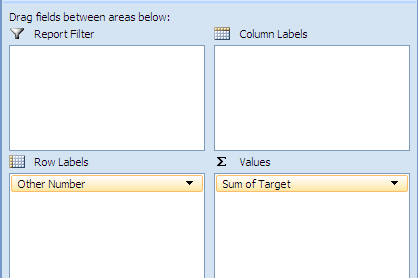 Drag fields between areas below:
Report Filter
Column Labels
Row Labels
Σ Values
Other Number
Sum of Target